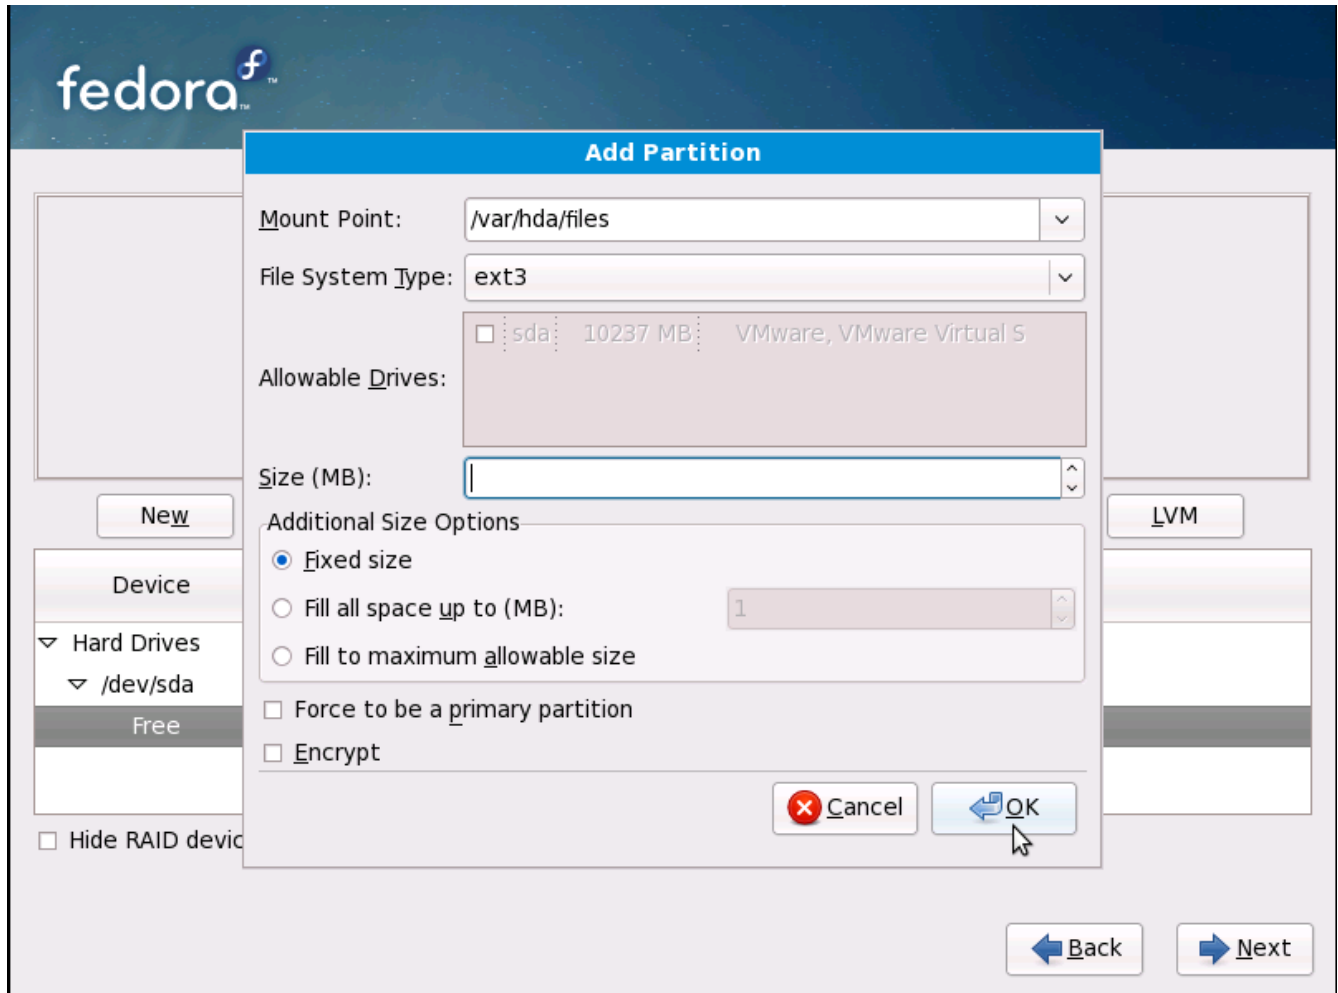 fedora f ™
™
Add Partition
Mount Point: /var/hda/files
File System Type: ext3
Allowable Drives: sda 10237 MB VMware, VMware Virtual S
Size (MB):
Additional Size Options
Fixed size
Fill all space up to (MB): 1
Fill to maximum allowable size
Force to be a primary partition
Encrypt
Cancel OK
New LVM
Device
Hard Drives
/dev/sda
Free
Hide RAID devic
Back Next